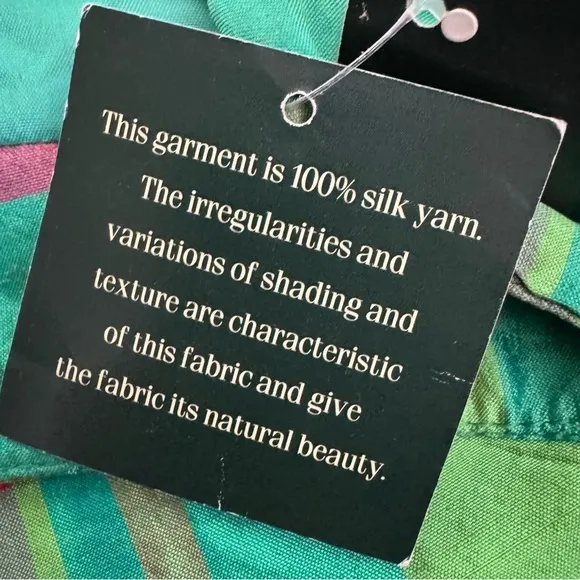 This garment is 100% silk yarn.
The irregularities and
variations of shading and
texture are characteristic
of this fabric and give
the fabric its natural beauty.